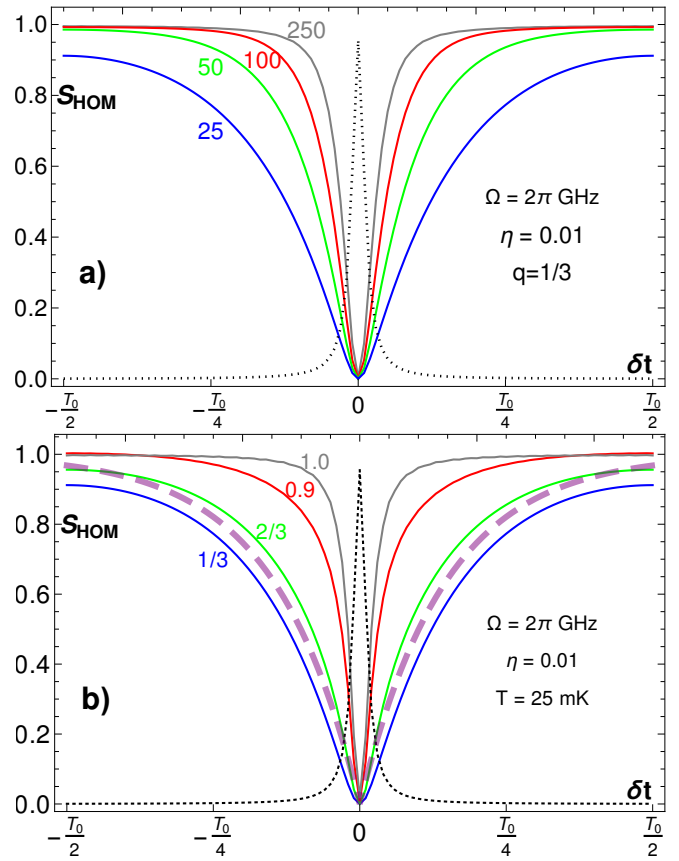 1.0
250
0.8
50
100
S_HOM
25
0.6
Ω = 2π GHz
0.4
η = 0.01
a)
q=1/3
0.2
δt
0.0
-T₀/2
-T₀/4
0
T₀/4
T₀/2
1.0
1.0
0.9
S_HOM
2/3
0.8
1/3
0.6
Ω = 2π GHz
0.4
η = 0.01
b)
T = 25 mK
0.2
δt
0.0
-T₀/2
-T₀/4
0
T₀/4
T₀/2